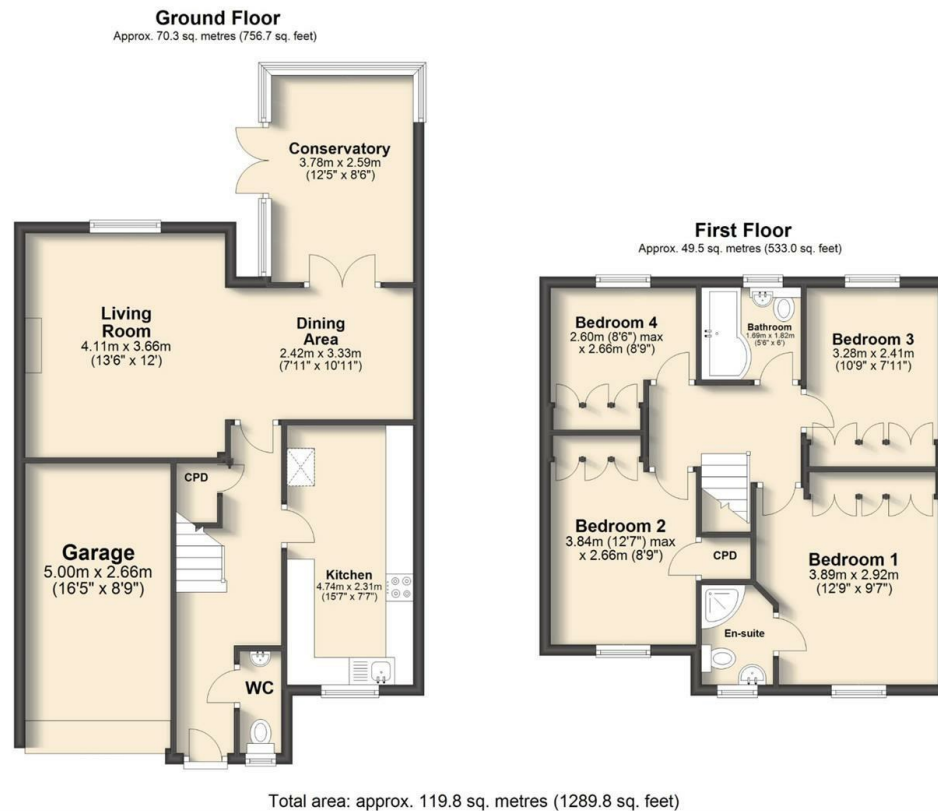 Ground Floor
Approx. 70.3 sq. metres (756.7 sq. feet)
Conservatory
3.78m x 2.59m
(12'5" x 8'6")
Living
Room
4.11m x 3.66m
(13'6" x 12')
Dining
Area
2.42m x 3.33m
(7'11" x 10'11")
CPD
Garage
5.00m x 2.66m
(16'5" x 8'9")
Kitchen
4.74m x 2.31m
(15'7" x 7'7")
WC
First Floor
Approx. 49.5 sq. metres (533.0 sq. feet)
Bedroom 4
2.60m (8'6") max
x 2.66m (8'9")
Bathroom
1.69m x 1.82m
(5'6" x 6')
Bedroom 3
3.28m x 2.41m
(10'9" x 7'11")
Bedroom 2
3.84m (12'7") max
x 2.66m (8'9")
CPD
Bedroom 1
3.89m x 2.92m
(12'9" x 9'7")
En-suite
Total area: approx. 119.8 sq. metres (1289.8 sq. feet)